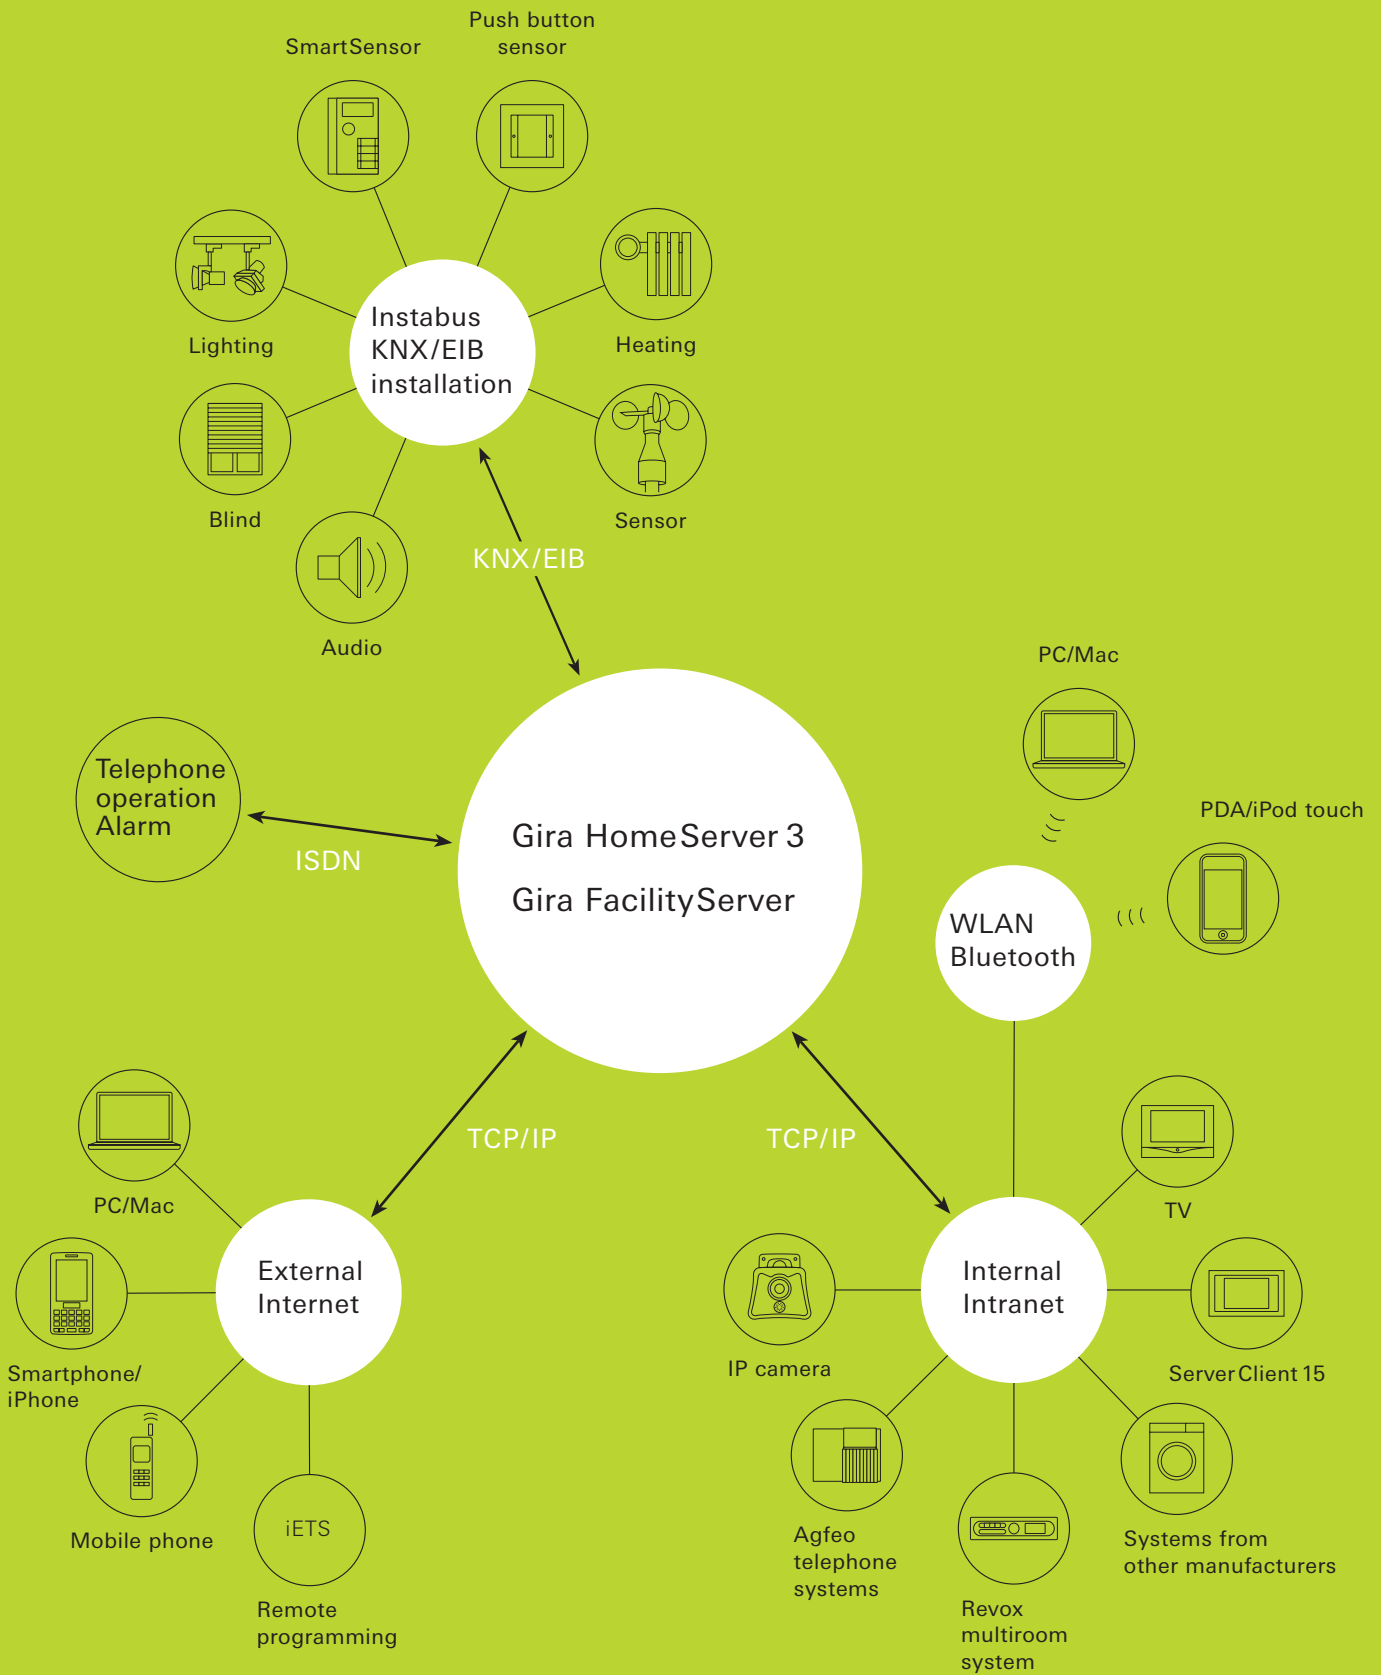 Push button
sensor
SmartSensor
Lighting
Instabus
KNX/EIB
installation
Heating
Blind
Sensor
KNX/EIB
Audio
PC/Mac
Telephone
operation
Alarm
ISDN
Gira HomeServer 3
Gira FacilityServer
PDA/iPod touch
WLAN
Bluetooth
TCP/IP
TCP/IP
PC/Mac
TV
External
Internet
Internal
Intranet
Smartphone/
iPhone
IP camera
ServerClient 15
Mobile phone
iETS
Remote
programming
Agfeo
telephone
systems
Revox
multiroom
system
Systems from
other manufacturers